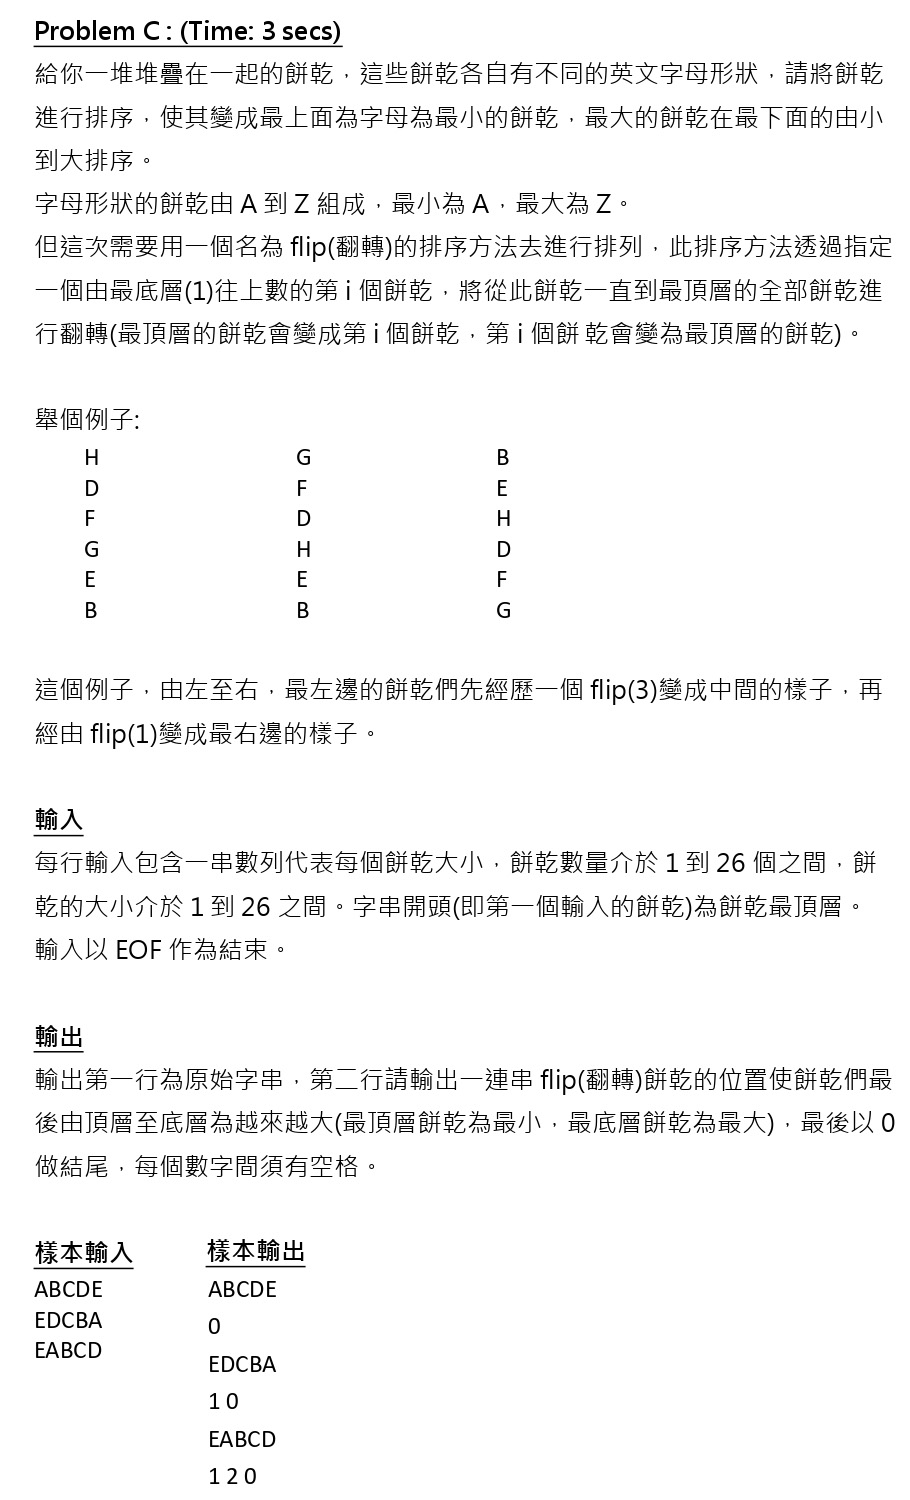 Problem C : (Time: 3 secs)
給你一堆堆疊在一起的餅乾，這些餅乾各自有不同的英文字母形狀，請將餅乾
進行排序，使其變成最上面為字母為最小的餅乾，最大的餅乾在最下面的由小
到大排序。
字母形狀的餅乾由 A 到 Z 組成，最小為 A，最大為 Z。
但這次需要用一個名為 flip(翻轉)的排序方法去進行排列，此排序方法透過指定
一個由最底層(1)往上數的第 i 個餅乾，將從此餅乾一直到最頂層的全部餅乾進
行翻轉(最頂層的餅乾會變成第 i 個餅乾，第 i 個餅 乾會變為最頂層的餅乾)。
舉個例子:
H G B
D F E
F D H
G H D
E E F
B B G
這個例子，由左至右，最左邊的餅乾們先經歷一個 flip(3)變成中間的樣子，再
經由 flip(1)變成最右邊的樣子。
輸入
每行輸入包含一串數列代表每個餅乾大小，餅乾數量介於 1 到 26 個之間，餅
乾的大小介於 1 到 26 之間。字串開頭(即第一個輸入的餅乾)為餅乾最頂層。
輸入以 EOF 作為結束。
輸出
輸出第一行為原始字串，第二行請輸出一連串 flip(翻轉)餅乾的位置使餅乾們最
後由頂層至底層為越來越大(最頂層餅乾為最小，最底層餅乾為最大)，最後以 0
做結尾，每個數字間須有空格。
樣本輸入
ABCDE
EDCBA
EABCD
樣本輸出
ABCDE
0
EDCBA
1 0
EABCD
1 2 0